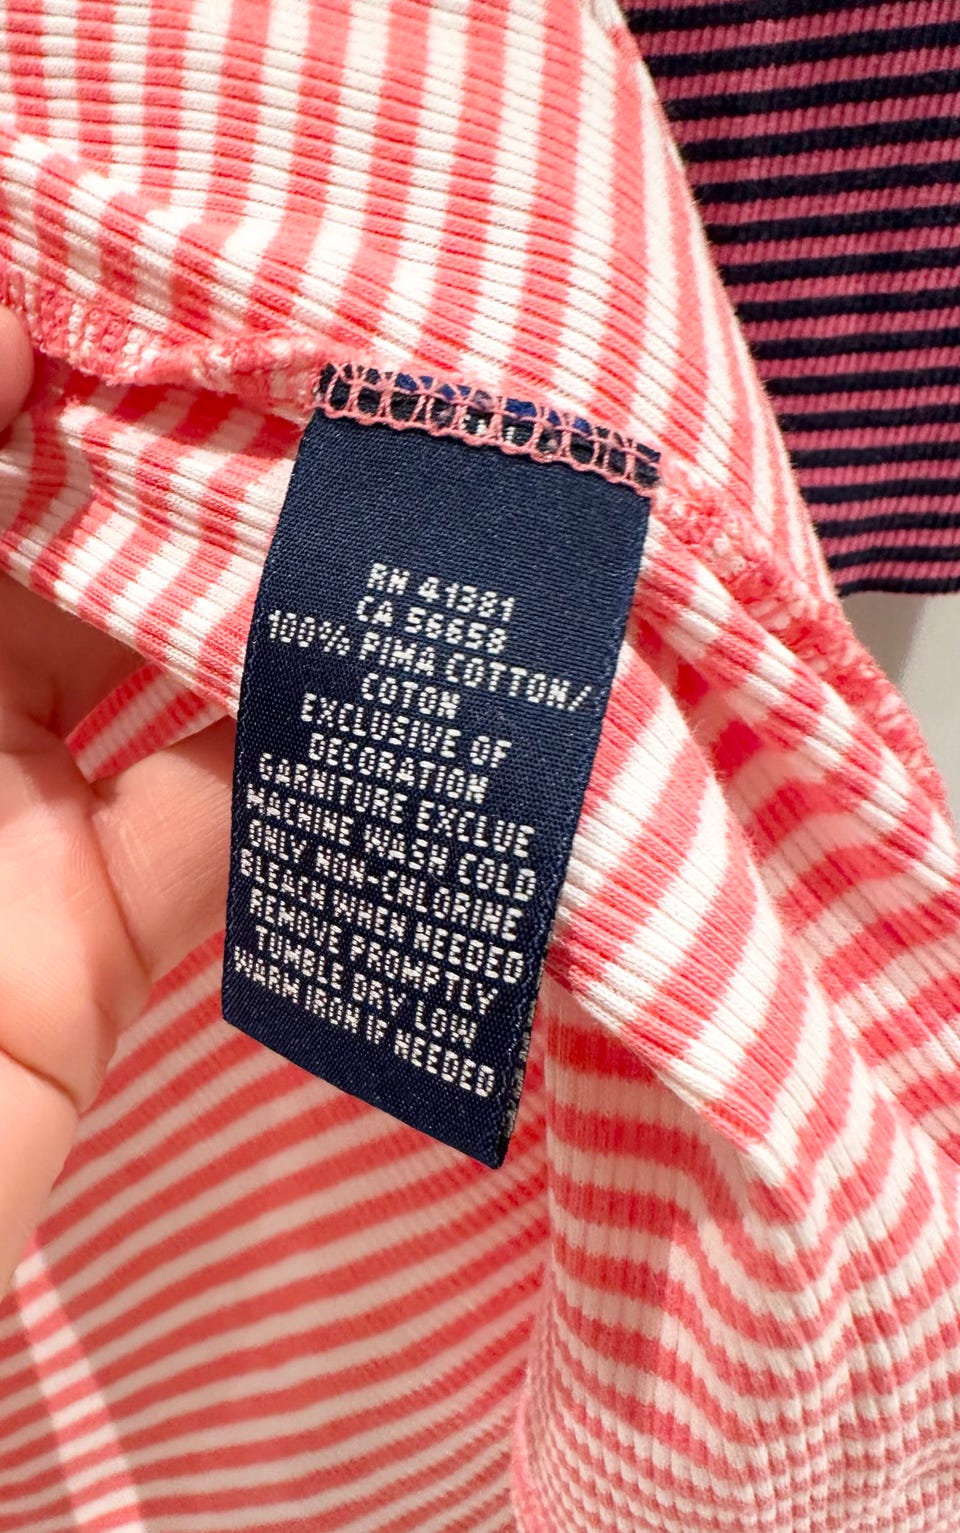 RN 41381
CA 56658
100% PIMA COTTON/
COTON
EXCLUSIVE OF
DECORATION
GARNITURE EXCLUE
MACHINE WASH COLD
ONLY NON-CHLORINE
BLEACH WHEN NEEDED
REMOVE PROMPTLY
TUMBLE DRY LOW
WARM IRON IF NEEDED